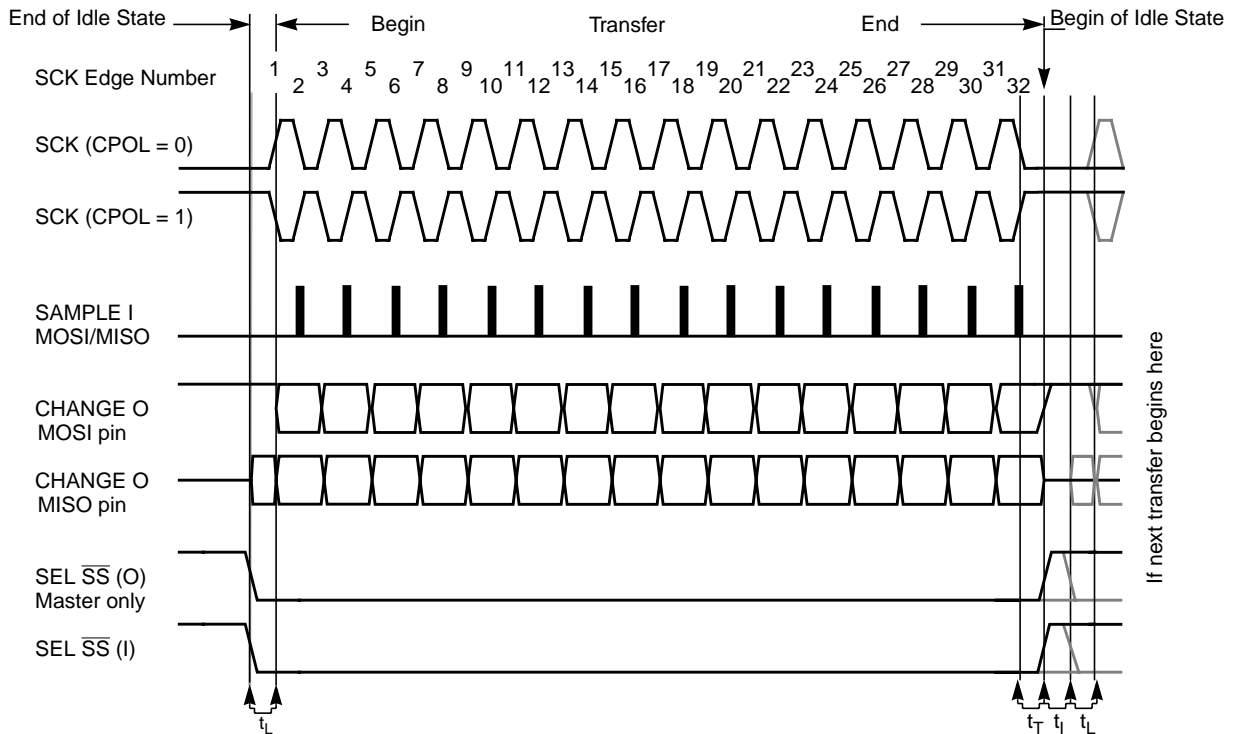 End of Idle State
Begin
Transfer
End
Begin of Idle State
SCK Edge Number
1 3 5 7 9 11 13 15 17 19 21 23 25 27 29 31
2 4 6 8 10 12 14 16 18 20 22 24 26 28 30 32
SCK (CPOL = 0)
SCK (CPOL = 1)
SAMPLE I
MOSI/MISO
CHANGE O
MOSI pin
CHANGE O
MISO pin
SEL SS (O)
Master only
SEL SS (I)
If next transfer begins here
tL
tT tI tL